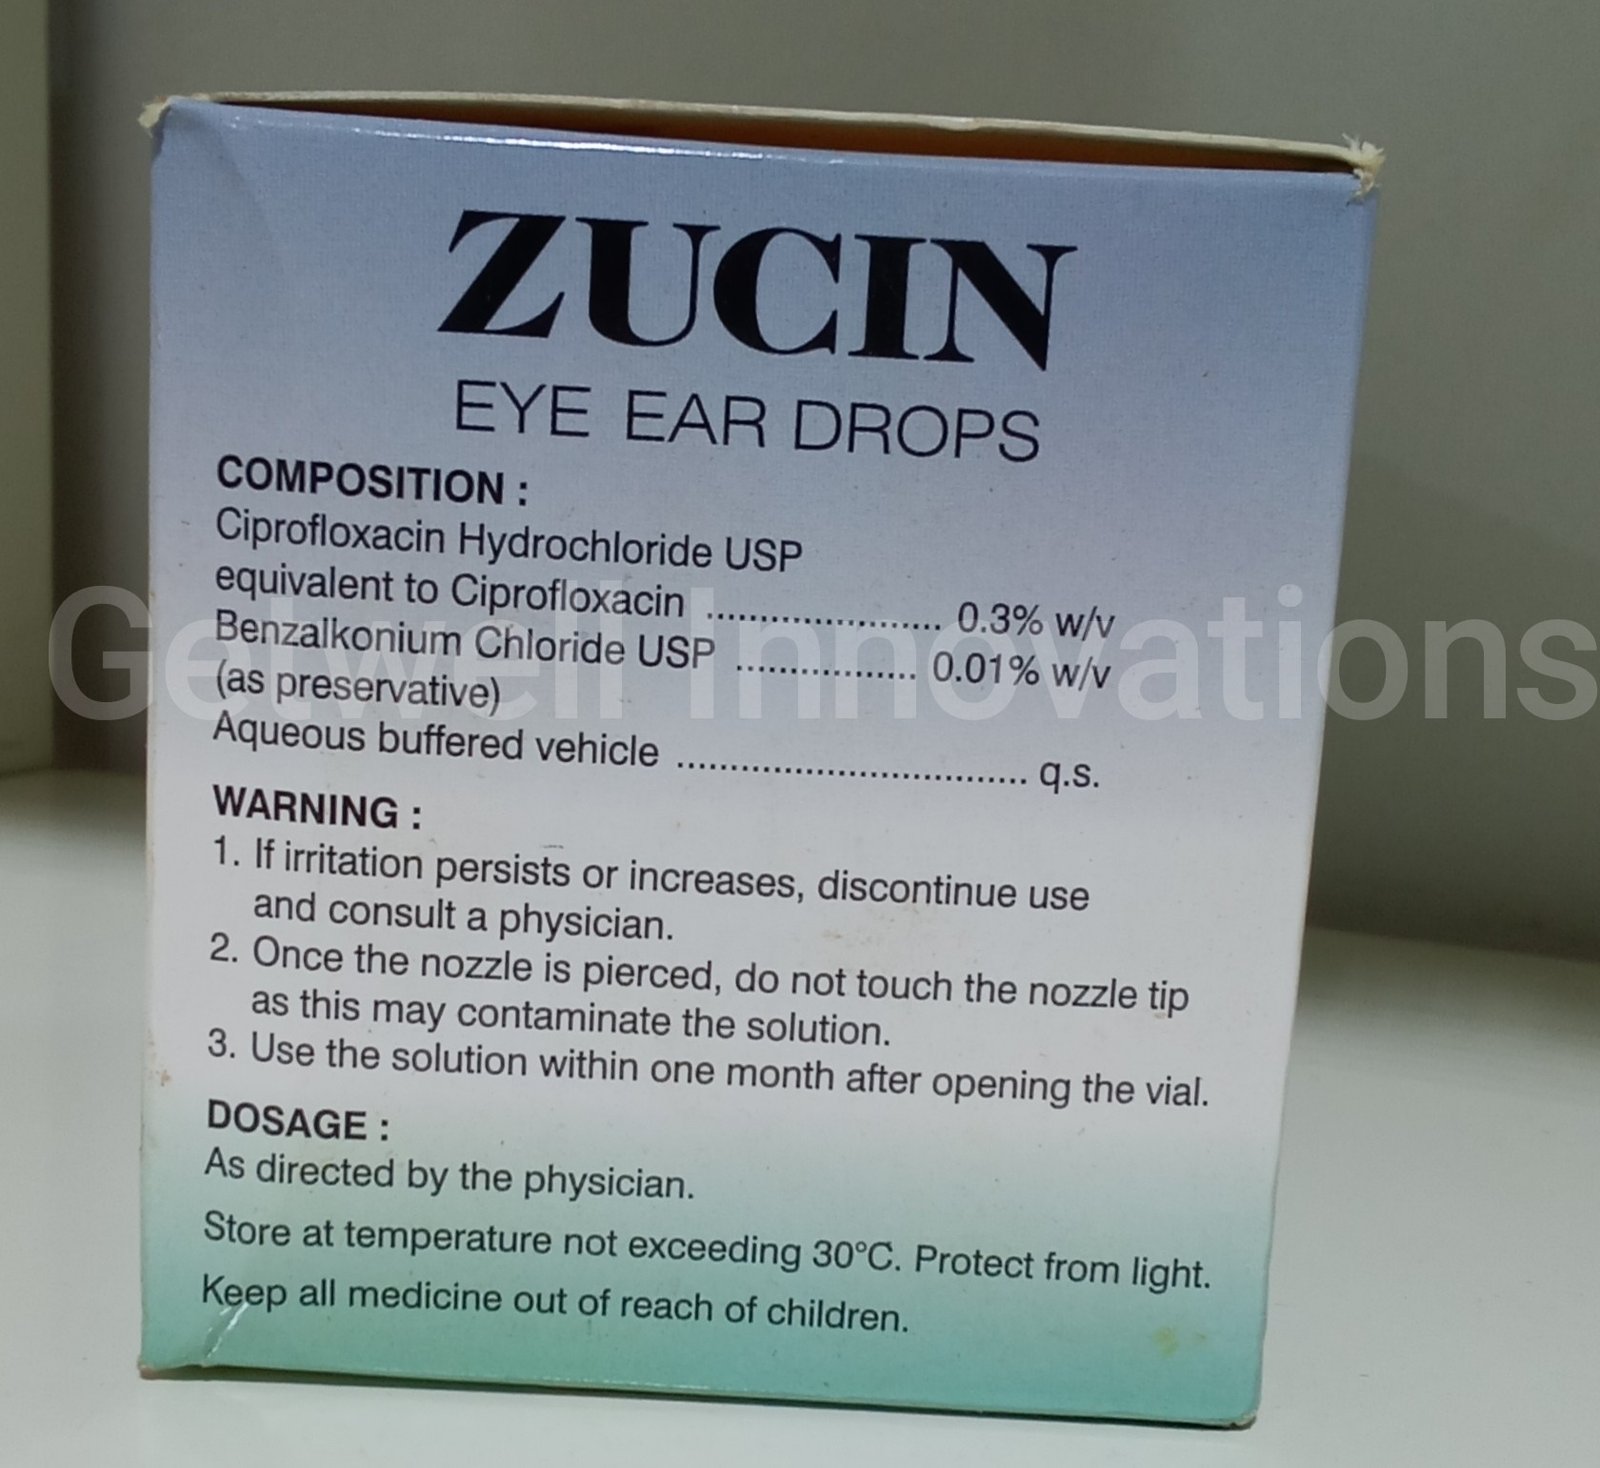 ZUCIN
EYE EAR DROPS
COMPOSITION :
Ciprofloxacin Hydrochloride USP
equivalent to Ciprofloxacin ...................... 0.3% w/v
Benzalkonium Chloride USP ................. 0.01% w/v
(as preservative)
Aqueous buffered vehicle ................................. q.s.
Getwell Innovations
WARNING :
1. If irritation persists or increases, discontinue use
and consult a physician.
2. Once the nozzle is pierced, do not touch the nozzle tip
as this may contaminate the solution.
3. Use the solution within one month after opening the vial.
DOSAGE :
As directed by the physician.
Store at temperature not exceeding 30°C. Protect from light.
Keep all medicine out of reach of children.